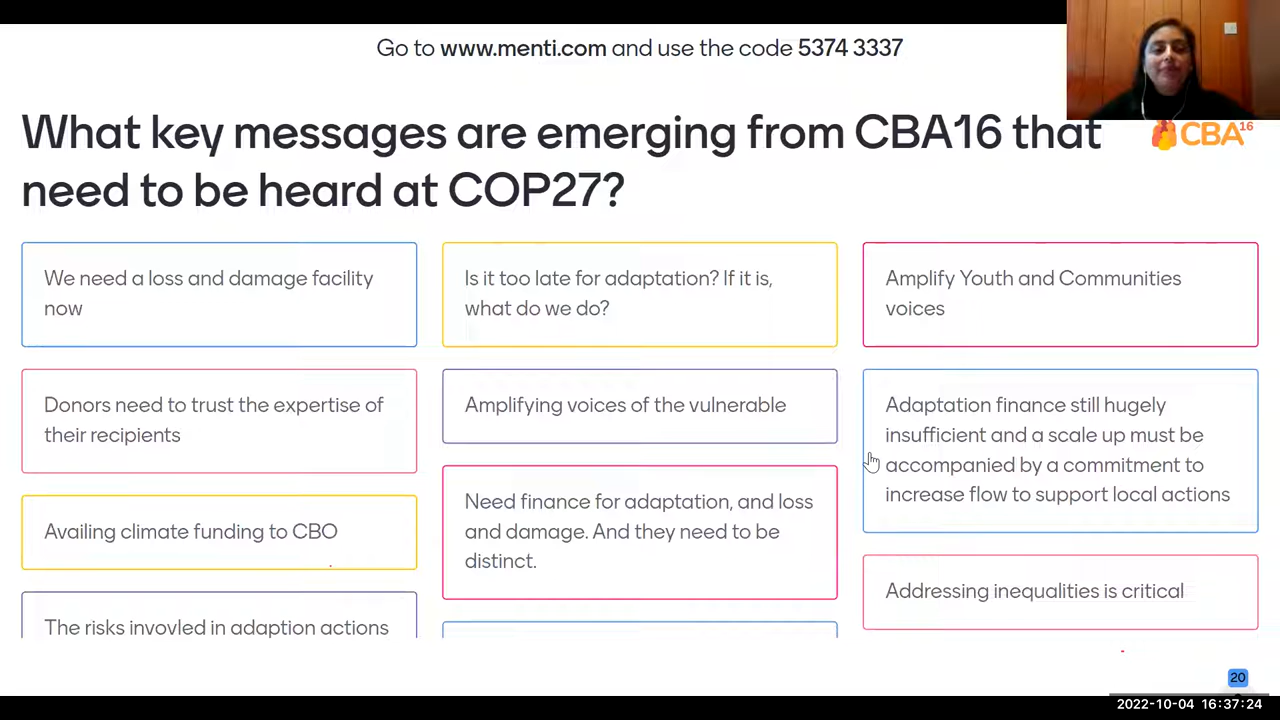 Go to www.menti.com and use the code 5374 3337
What key messages are emerging from CBA16 that
need to be heard at COP27?
CBA16
We need a loss and damage facility
now
Donors need to trust the expertise of
their recipients
Availing climate funding to CBO
The risks invovled in adaption actions
Is it too late for adaptation? If it is,
what do we do?
Amplifying voices of the vulnerable
Need finance for adaptation, and loss
and damage. And they need to be
distinct.
Amplify Youth and Communities
voices
Adaptation finance still hugely
insufficient and a scale up must be
accompanied by a commitment to
increase flow to support local actions
Addressing inequalities is critical
20
2022-10-04 16:37:24